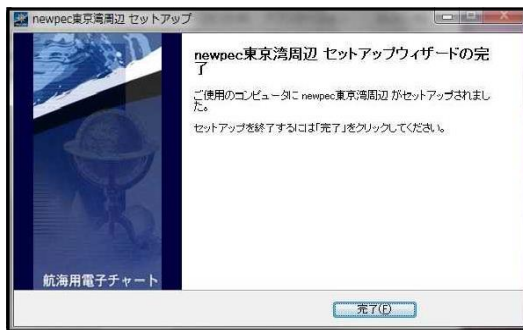 newpec東京湾周辺 セットアップ
newpec東京湾周辺 セットアップウィザードの完
了
ご使用のコンピュータに newpec東京湾周辺 がセットアップされまし
た。
セットアップを終了するには「完了」をクリックしてください。
航海用電子チャート
完了(F)